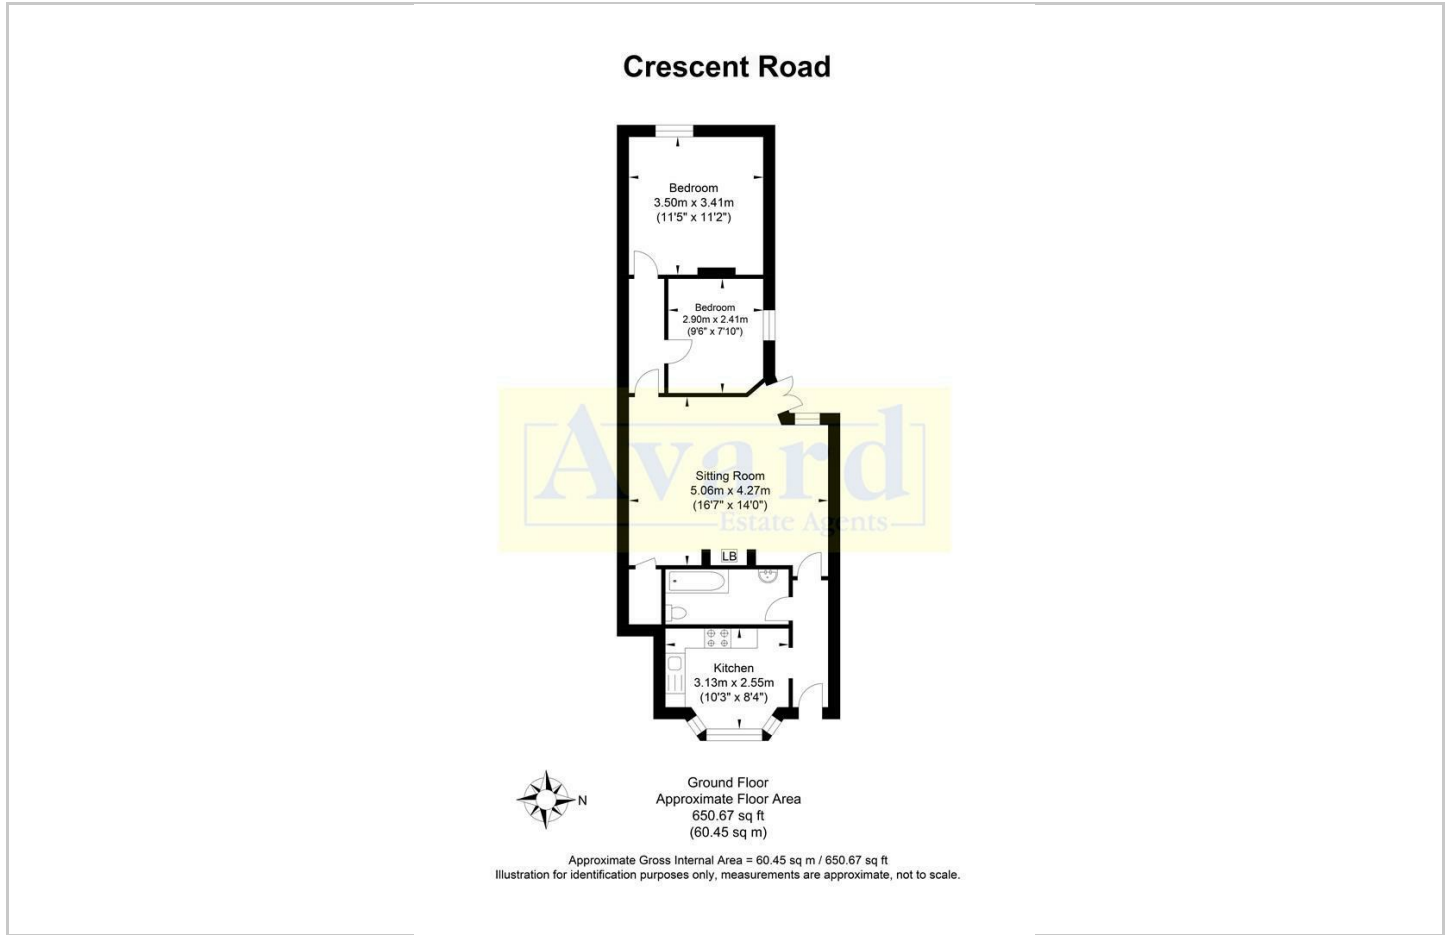 Crescent Road
Bedroom
3.50m x 3.41m
(11'5" x 11'2")
Bedroom
2.90m x 2.41m
(9'6" x 7'10")
Avard
Estate Agents
Sitting Room
5.06m x 4.27m
(16'7" x 14'0")
LB
Kitchen
3.13m x 2.55m
(10'3" x 8'4")
N
Ground Floor
Approximate Floor Area
650.67 sq ft
(60.45 sq m)
Approximate Gross Internal Area = 60.45 sq m / 650.67 sq ft
Illustration for identification purposes only, measurements are approximate, not to scale.